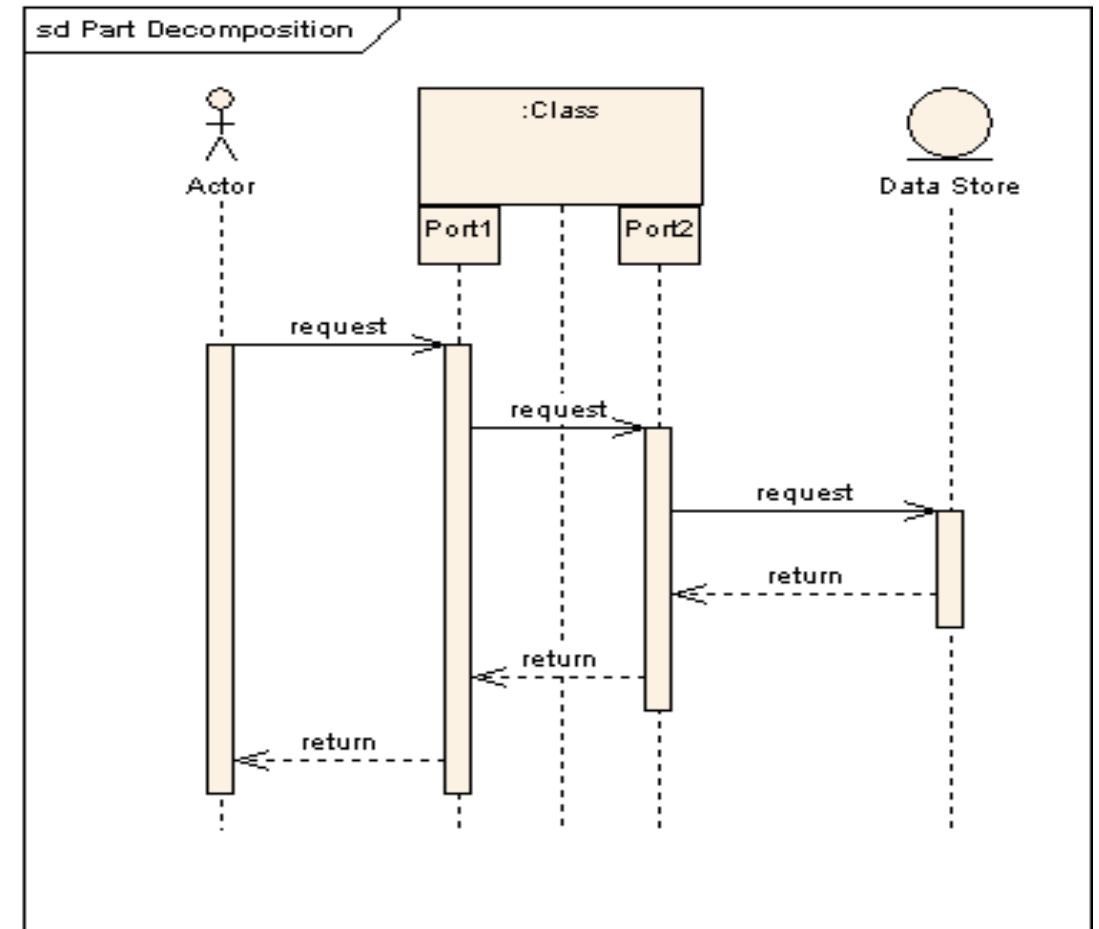 sd Part Decomposition
:Class
Actor
Data Store
Port1
Port2
request
request
request
return
return
return